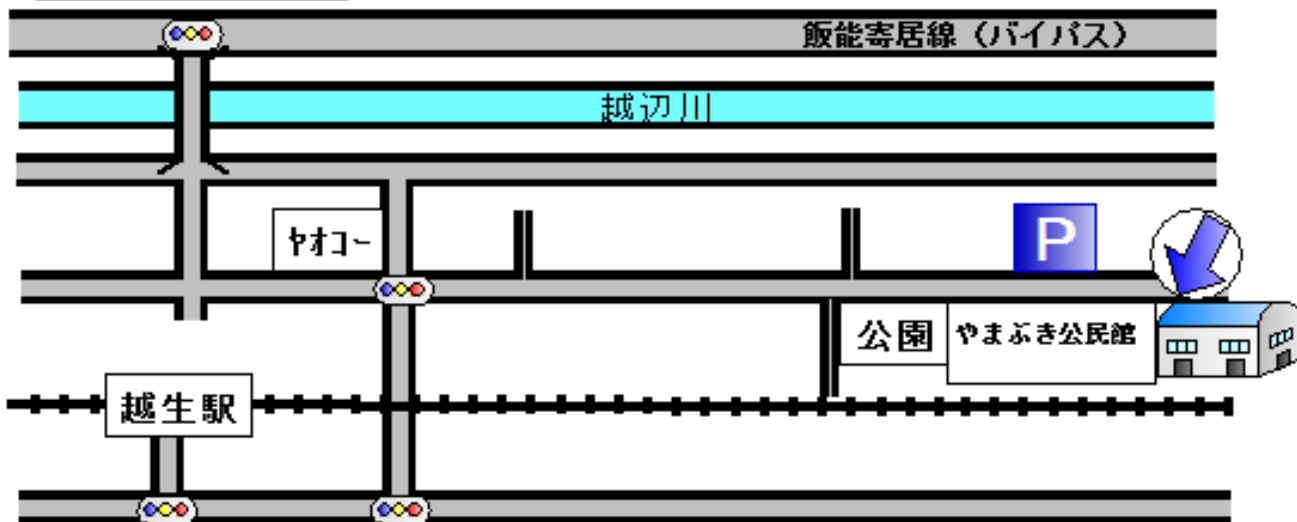 飯能寄居線（バイパス）
越辺川
ヤオコー
P
公園
やまぶき公民館
越生駅